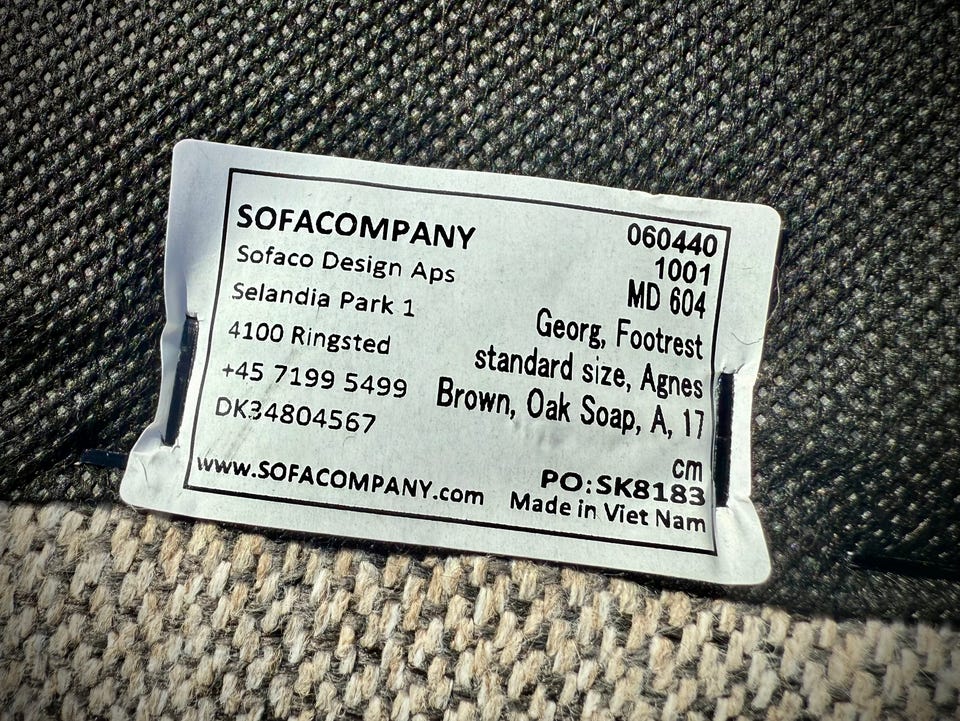 SOFACOMPANY
Sofaco Design Aps
Selandia Park 1
4100 Ringsted
+45 7199 5499
DK34804567
www.SOFACOMPANY.com
060440
1001
MD 604
Georg, Footrest
standard size, Agnes
Brown, Oak Soap, A, 17
cm
PO:SK8183
Made in Viet Nam